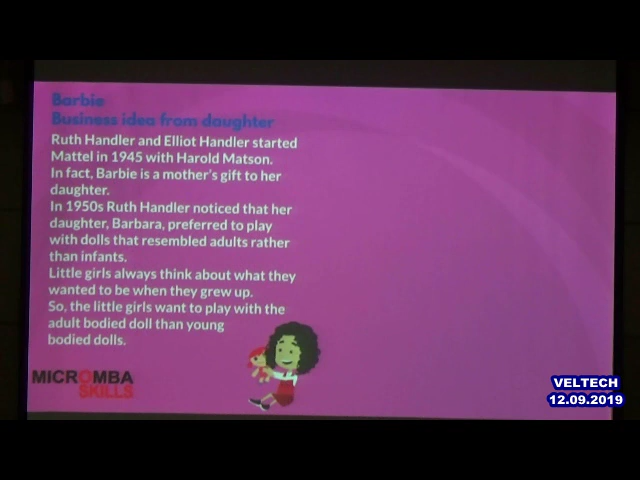 Barbie
Business idea from daughter
Ruth Handler and Elliot Handler started
Mattel in 1945 with Harold Matson.
In fact, Barbie is a mother's gift to her
daughter.
In 1950s Ruth Handler noticed that her
daughter, Barbara, preferred to play
with dolls that resembled adults rather
than infants.
Little girls always think about what they
wanted to be when they grew up.
So, the little girls want to play with the
adult bodied doll than young
bodied dolls.
MICROMBA
SKILLS
VELTECH
12.09.2019